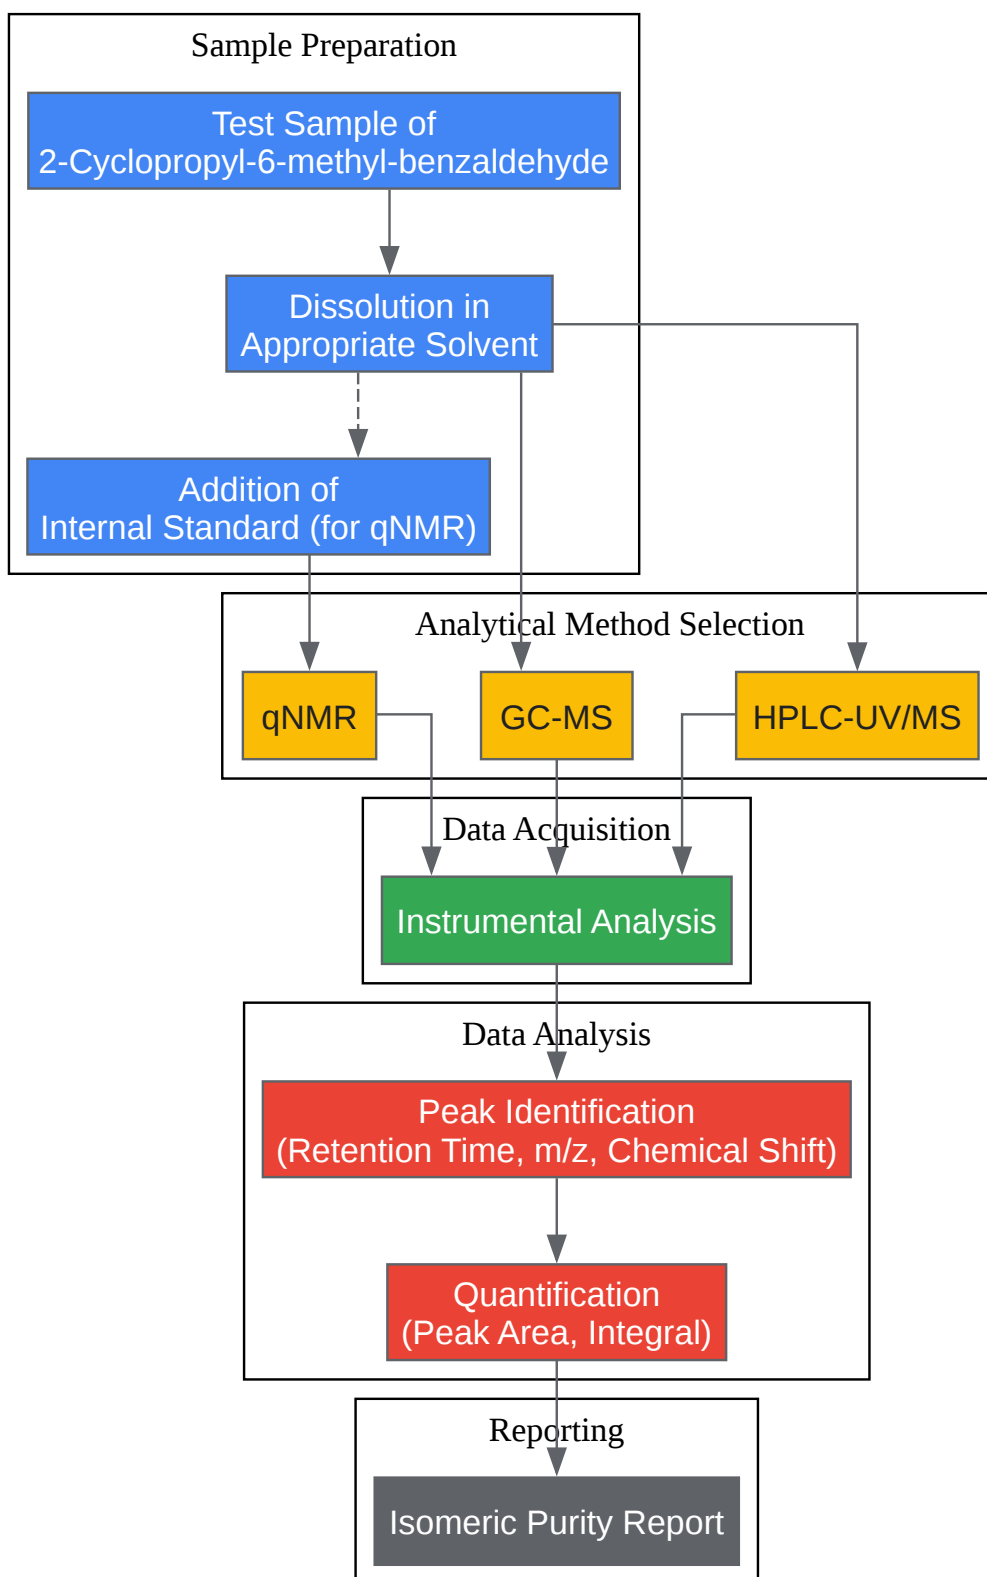 Sample Preparation
Test Sample of
2-Cyclopropyl-6-methyl-benzaldehyde
Dissolution in
Appropriate Solvent
Addition of
Internal Standard (for qNMR)
Analytical Method Selection
qNMR
GC-MS
HPLC-UV/MS
Data Acquisition
Instrumental Analysis
Data Analysis
Peak Identification
(Retention Time, m/z, Chemical Shift)
Quantification
(Peak Area, Integral)
Reporting
Isomeric Purity Report